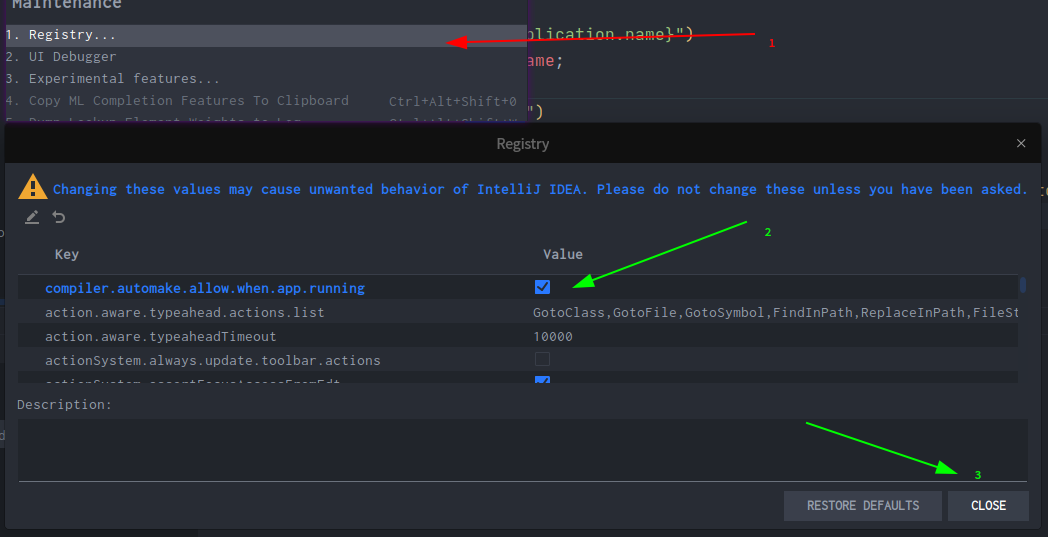 Maintenance
1. Registry...
plication.name}")
1
2. UI Debugger
ame;
3. Experimental features...
4. Copy ML Completion Features To Clipboard Ctrl+Alt+Shift+0
")
Registry
Changing these values may cause unwanted behavior of IntelliJ IDEA. Please do not change these unless you have been asked.
2
Key Value
compiler.automake.allow.when.app.running
action.aware.typeahead.actions.list GotoClass,GotoFile,GotoSymbol,FindInPath,ReplaceInPath,FileSt
action.aware.typeaheadTimeout 10000
actionSystem.always.update.toolbar.actions
Description:
3
RESTORE DEFAULTS CLOSE